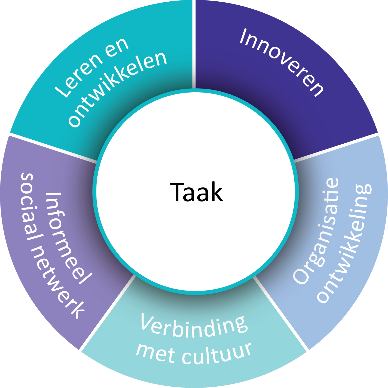 Leren en
ontwikkelen
Innoveren
Taak
Organisatie
ontwikkeling
Informeel
sociaal netwerk
Verbinding
met cultuur